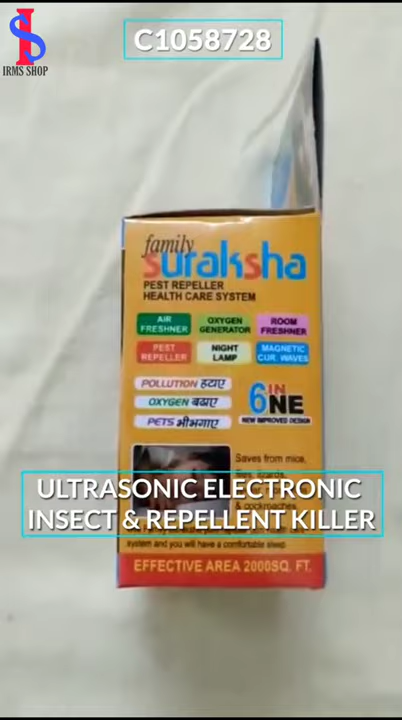 IRMS SHOP
C1058728
family
suraksha
PEST REPELLER
HEALTH CARE SYSTEM
AIR FRESHNER
OXYGEN GENERATOR
ROOM FRESHNER
PEST REPELLER
NIGHT LAMP
MAGNETIC CUR. WAVES
POLLUTION हटाए
OXYGEN बढाए
PETS भीभगाए
6 IN ONE
NEW IMPROVED DESIGN
Saves from mice,
& cockroaches
ULTRASONIC ELECTRONIC
INSECT & REPELLENT KILLER
system and you will have a comfortable sleep
EFFECTIVE AREA 2000SQ. FT.